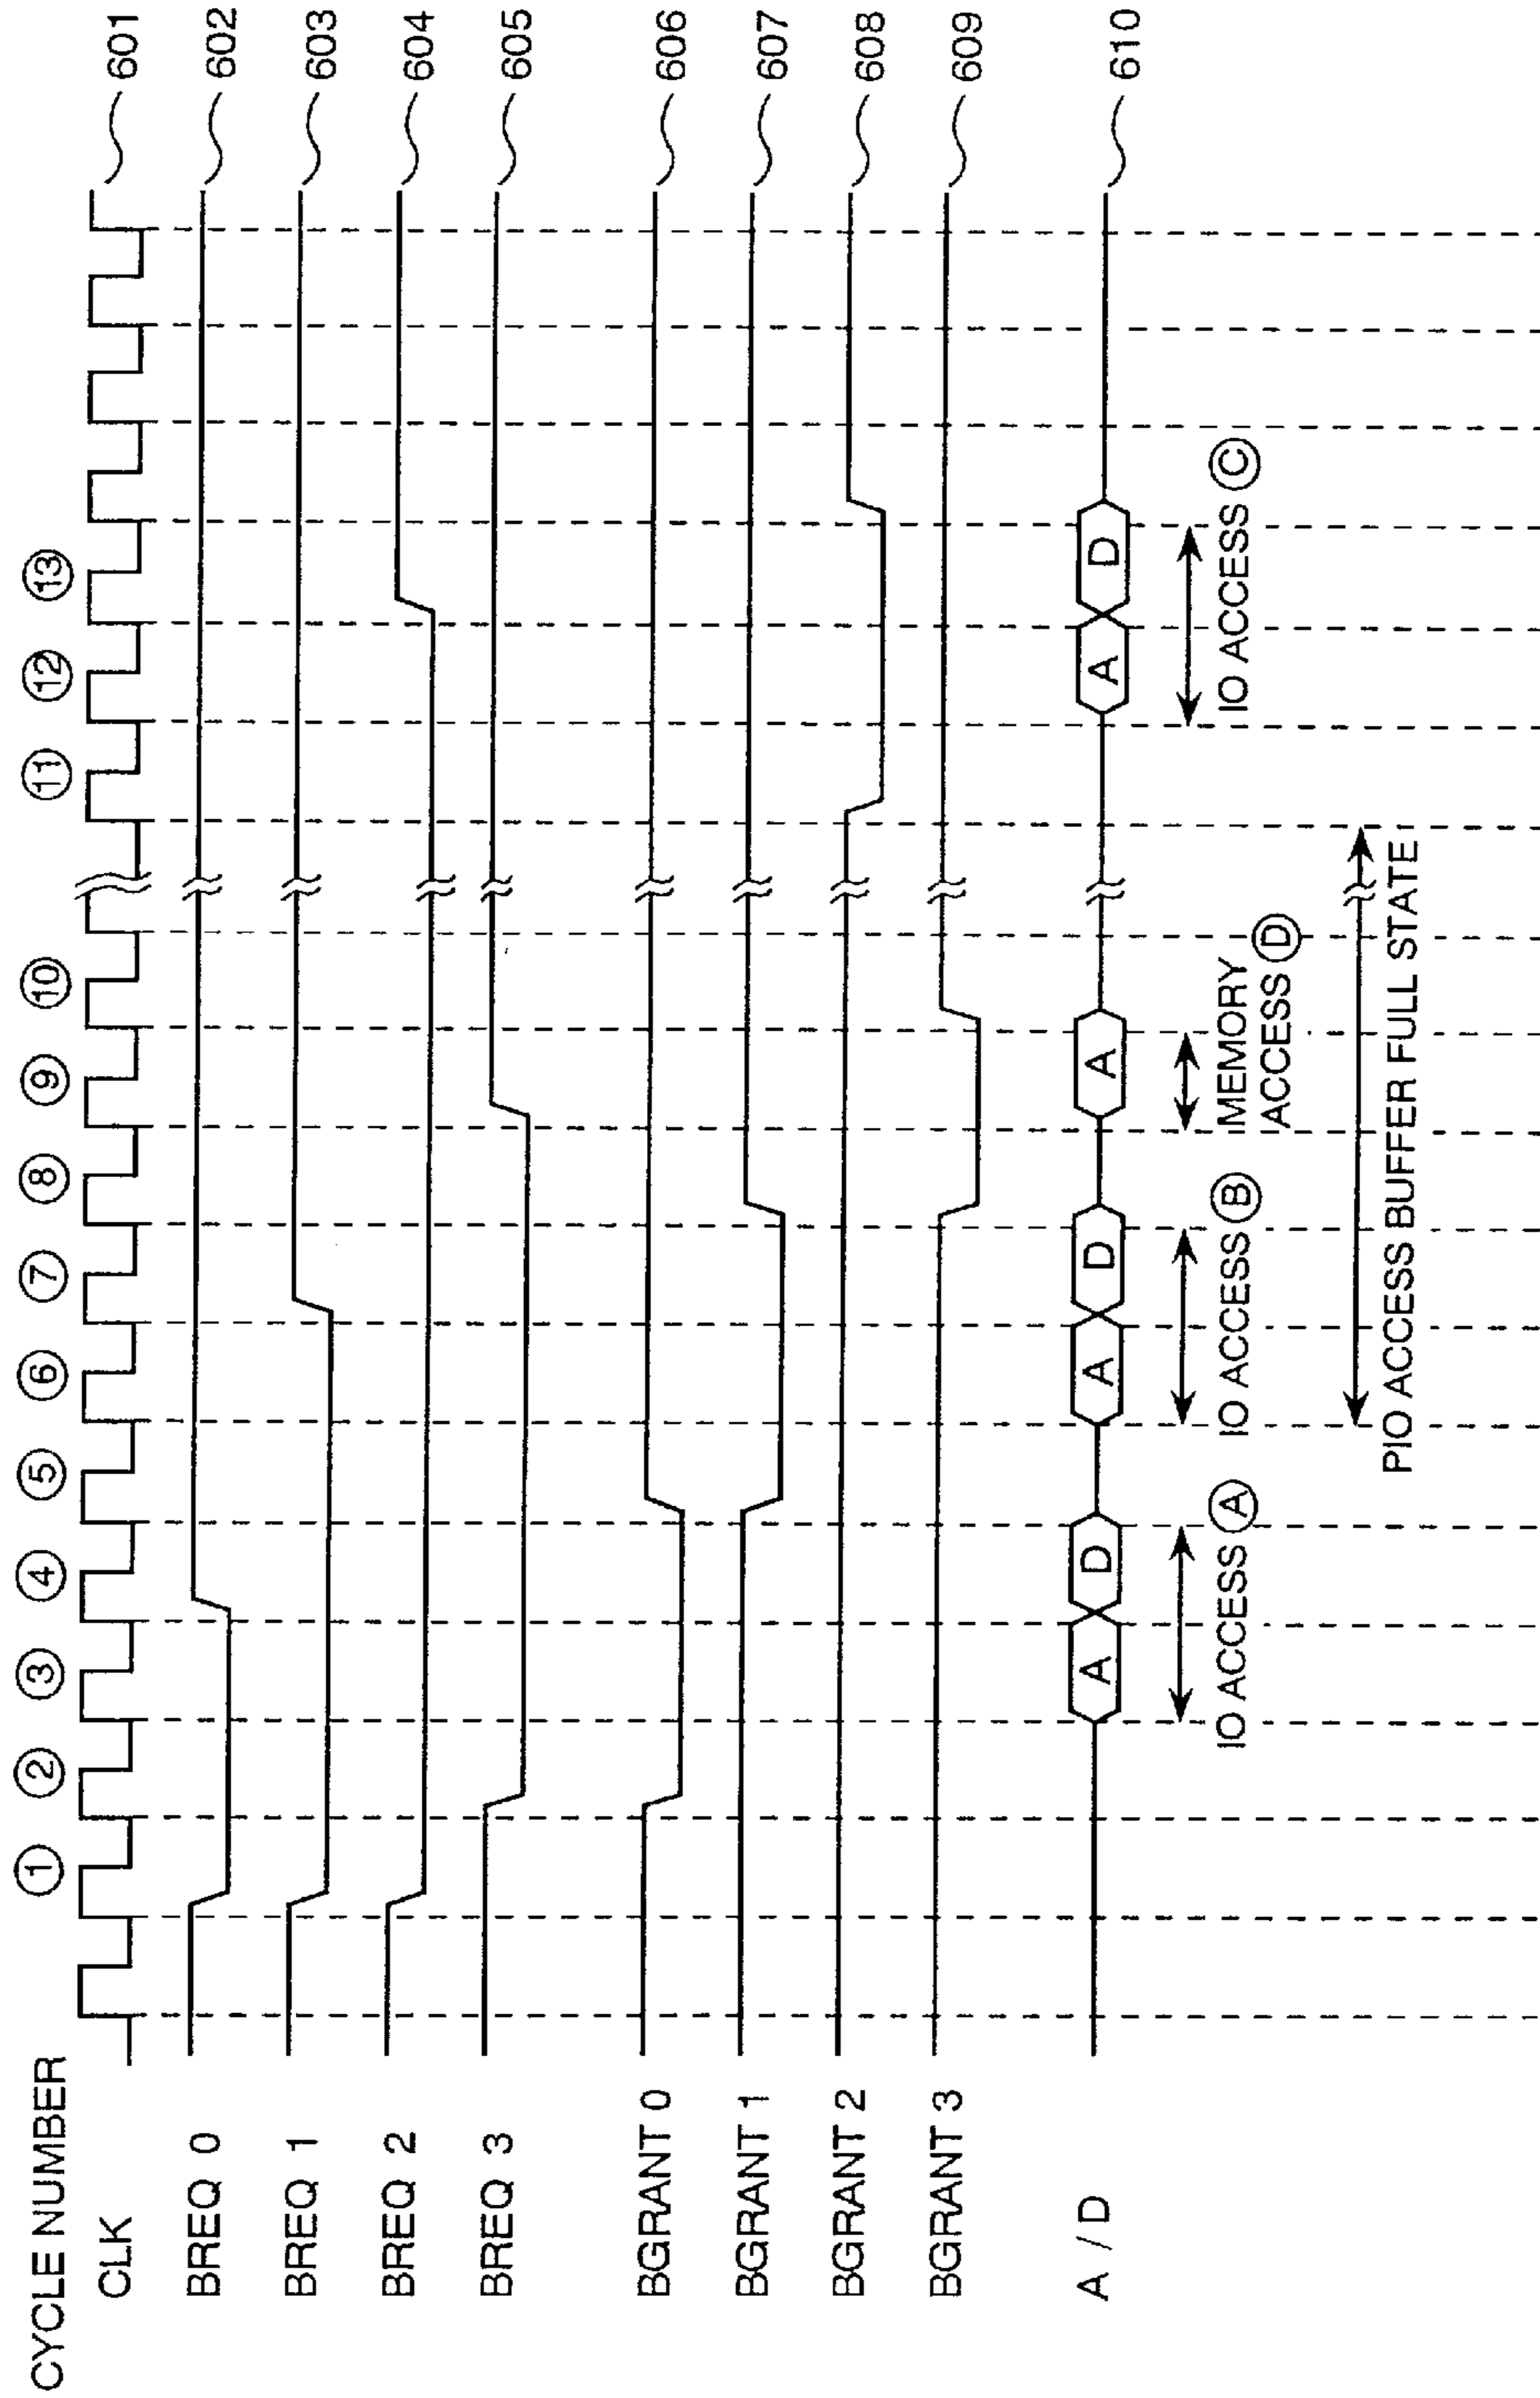 CYCLE NUMBER ① ② ③ ④ ⑤ ⑥ ⑦ ⑧ ⑨ ⑩ ⑪ ⑫ ⑬
CLK 601
BREQ 0 602
BREQ 1 603
BREQ 2 604
BREQ 3 605
BGRANT 0 606
BGRANT 1 607
BGRANT 2 608
BGRANT 3 609
A / D A D A D A A D 610
IO ACCESS Ⓐ IO ACCESS Ⓑ MEMORY IO ACCESS Ⓒ
ACCESS Ⓓ
PIO ACCESS BUFFER FULL STATE